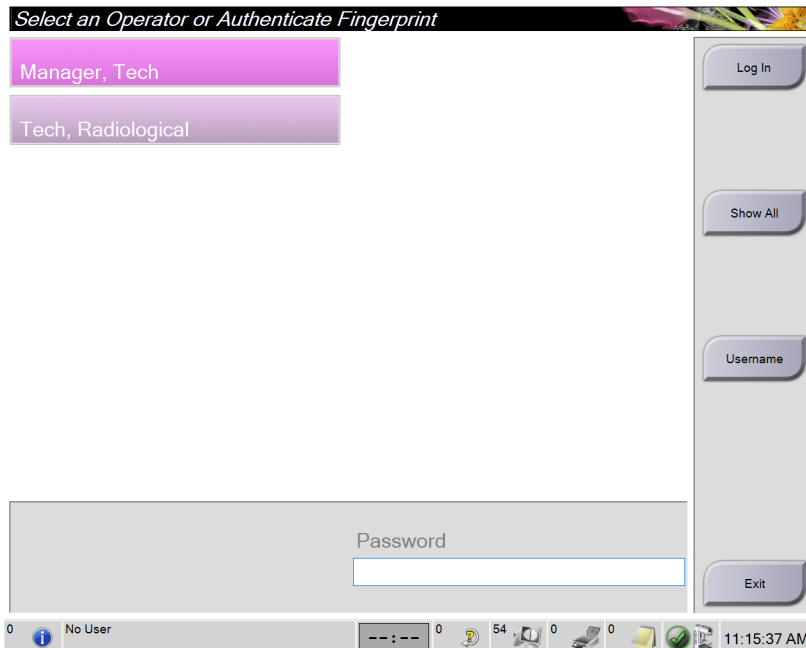 Select an Operator or Authenticate Fingerprint
Manager, Tech
Tech, Radiological
Log In
Show All
Username
Password
Exit
0
No User
--:--
0
54
0
0
11:15:37 AM